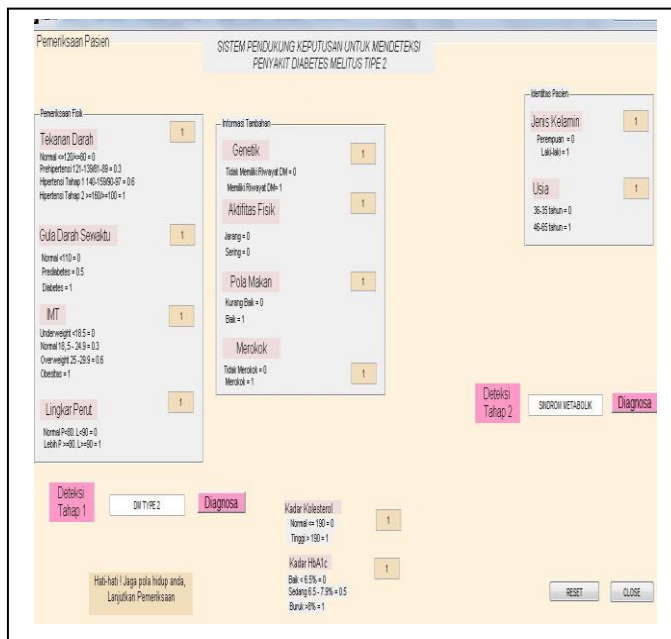 Pemeriksaan Pasien
SISTEM PENDUKUNG KEPUTUSAN UNTUK MENDETEKSI
PENYAKIT DIABETES MELITUS TIPE 2
Pemeriksaan Fisik
Tekanan Darah
1
Normal <=120/<=80 = 0
Prehipertensi 121-139/81-89 = 0.3
Hipertensi Tahap 1 140-159/90-97 = 0.6
Hipertensi Tahap 2 >=160/>=100 = 1
Gula Darah Sewaktu
1
Normal <110 = 0
Prediabetes = 0.5
Diabetes = 1
IMT
1
Underweight <18.5 = 0
Normal 18,5 - 24.9 = 0.3
Overweight 25 -29.9 = 0.6
Obesitas = 1
Lingkar Perut
1
Normal P<80. L<90 = 0
Lebih P >=80. L>=90 = 1
Informasi Tambahan
Genetik
1
Tidak Memiliki Riwayat DM = 0
Memiliki Riwayat DM= 1
Aktifitas Fisik
1
Jarang = 0
Sering = 0
Pola Makan
1
Kurang Baik = 0
Baik = 1
Merokok
Tidak Merokok = 0
Merokok = 1
1
Identitas Pasien
Jenis Kelamin
1
Perempuan = 0
Laki-laki = 1
Usia
1
36-35 tahun = 0
46-65 tahun = 1
Deteksi
Tahap 2
SINDROM METABOLIK
Diagnosa
Deteksi
Tahap 1
DM TYPE 2
Diagnosa
Kadar Kolesterol
1
Normal <= 190 = 0
Tinggi > 190 = 1
Kadar HbA1c
1
Baik < 6.5% = 0
Sedang 6.5 - 7.9% = 0.5
Buruk >8% = 1
Hati-hati ! Jaga pola hidup anda,
Lanjutkan Pemeriksaan
RESET
CLOSE